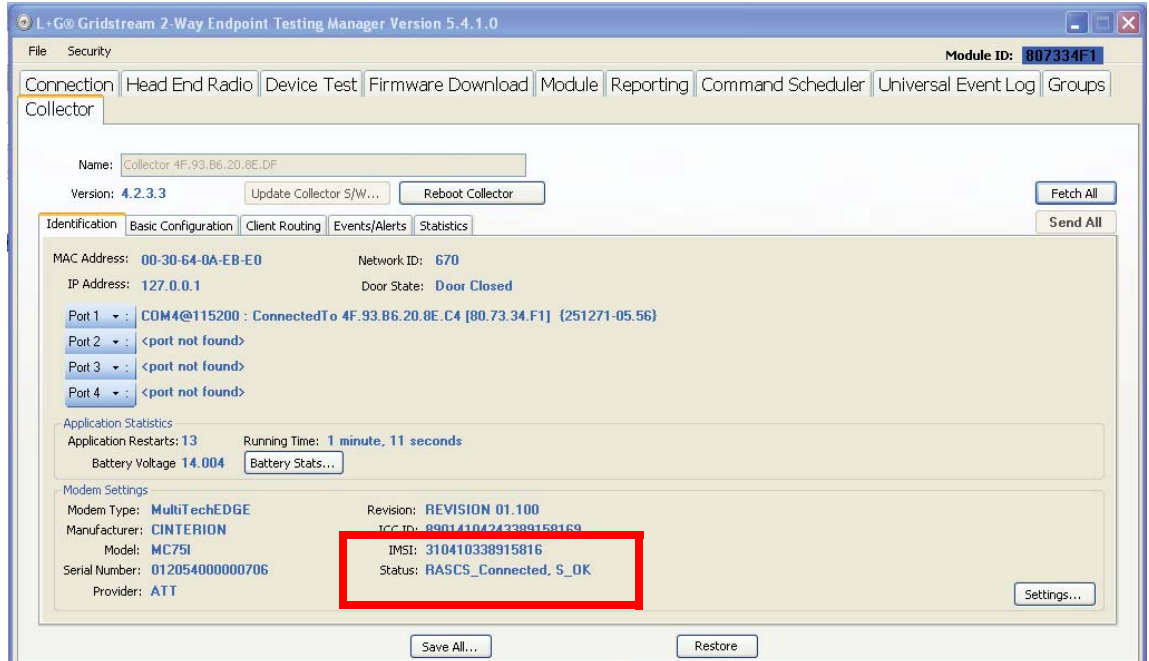 L+G® Gridstream 2-Way Endpoint Testing Manager Version 5.4.1.0
File Security
Module ID: 807334F1
Connection Head End Radio Device Test Firmware Download Module Reporting Command Scheduler Universal Event Log Groups
Collector
Name: Collector 4F.93.B6.20.8E.DF
Version: 4.2.3.3 Update Collector S/W... Reboot Collector Fetch All
Send All
Identification Basic Configuration Client Routing Events/Alerts Statistics
MAC Address: 00-30-64-0A-EB-E0 Network ID: 670
IP Address: 127.0.0.1 Door State: Door Closed
Port 1 : COM4@115200 : ConnectedTo 4F.93.B6.20.8E.C4 [80.73.34.F1] {251271-05.56}
Port 2 : <port not found>
Port 3 : <port not found>
Port 4 : <port not found>
Application Statistics
Application Restarts: 13 Running Time: 1 minute, 11 seconds
Battery Voltage 14.004 Battery Stats...
Modem Settings
Modem Type: MultiTechEDGE Revision: REVISION 01.100
Manufacturer: CINTERION ICC ID: 89014104243389158169
Model: MC75I IMSI: 310410338915816
Serial Number: 012054000000706 Status: RASCS_Connected, S_OK
Provider: ATT Settings...
Save All... Restore